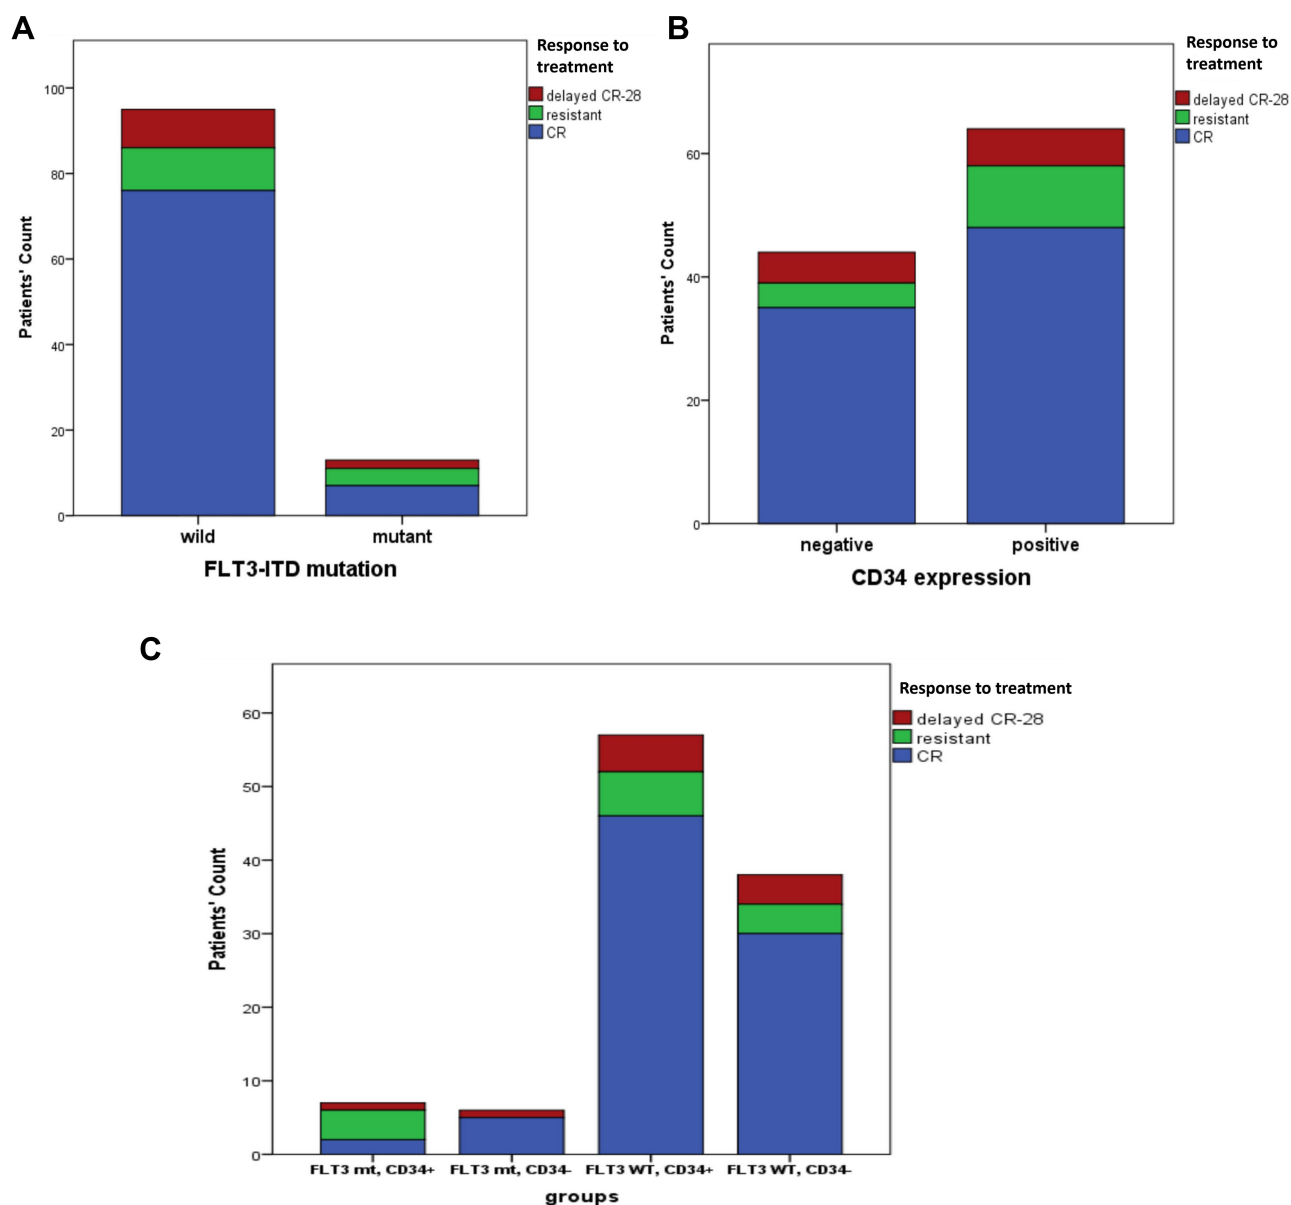 A
Response to
treatment
delayed CR-28
resistant
CR
100
80
60
40
20
0
Patients' Count
wild
mutant
FLT3-ITD mutation
B
Response to
treatment
delayed CR-28
resistant
CR
60
40
20
0
Patients' Count
negative
positive
CD34 expression
C
Response to treatment
delayed CR-28
resistant
CR
60
50
40
30
20
10
0
Patients' Count
FLT3 mt, CD34+
FLT3 mt, CD34-
FLT3 WT, CD34+
FLT3 WT, CD34-
groups